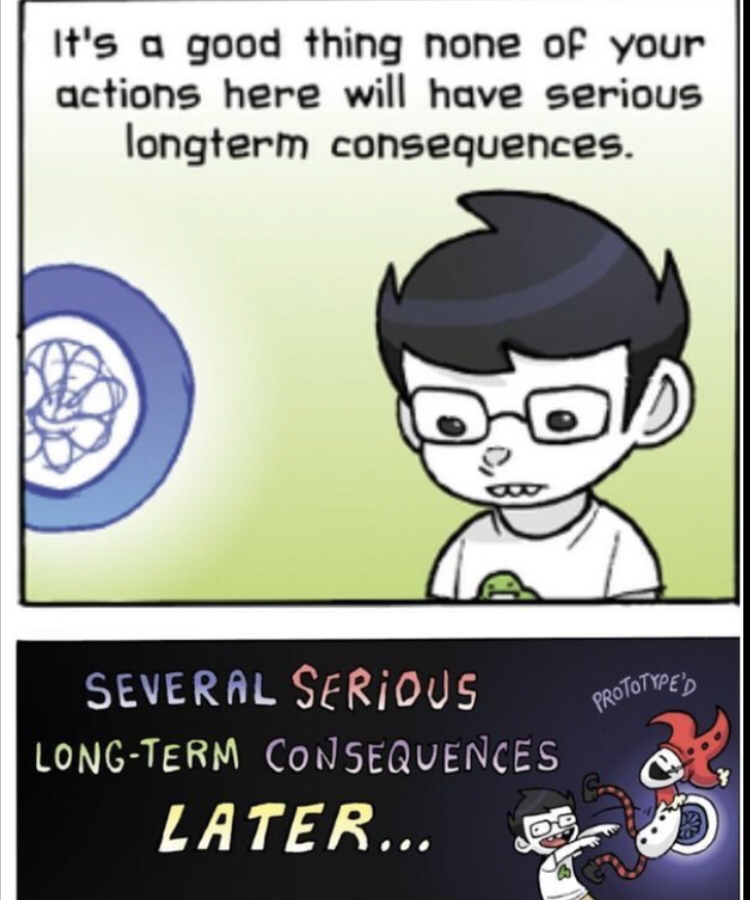 It's a good thing none of your
actions here will have serious
longterm consequences.
SEVERAL SERIOUS
PROTOTYPE'D
LONG-TERM CONSEQUENCES
LATER...